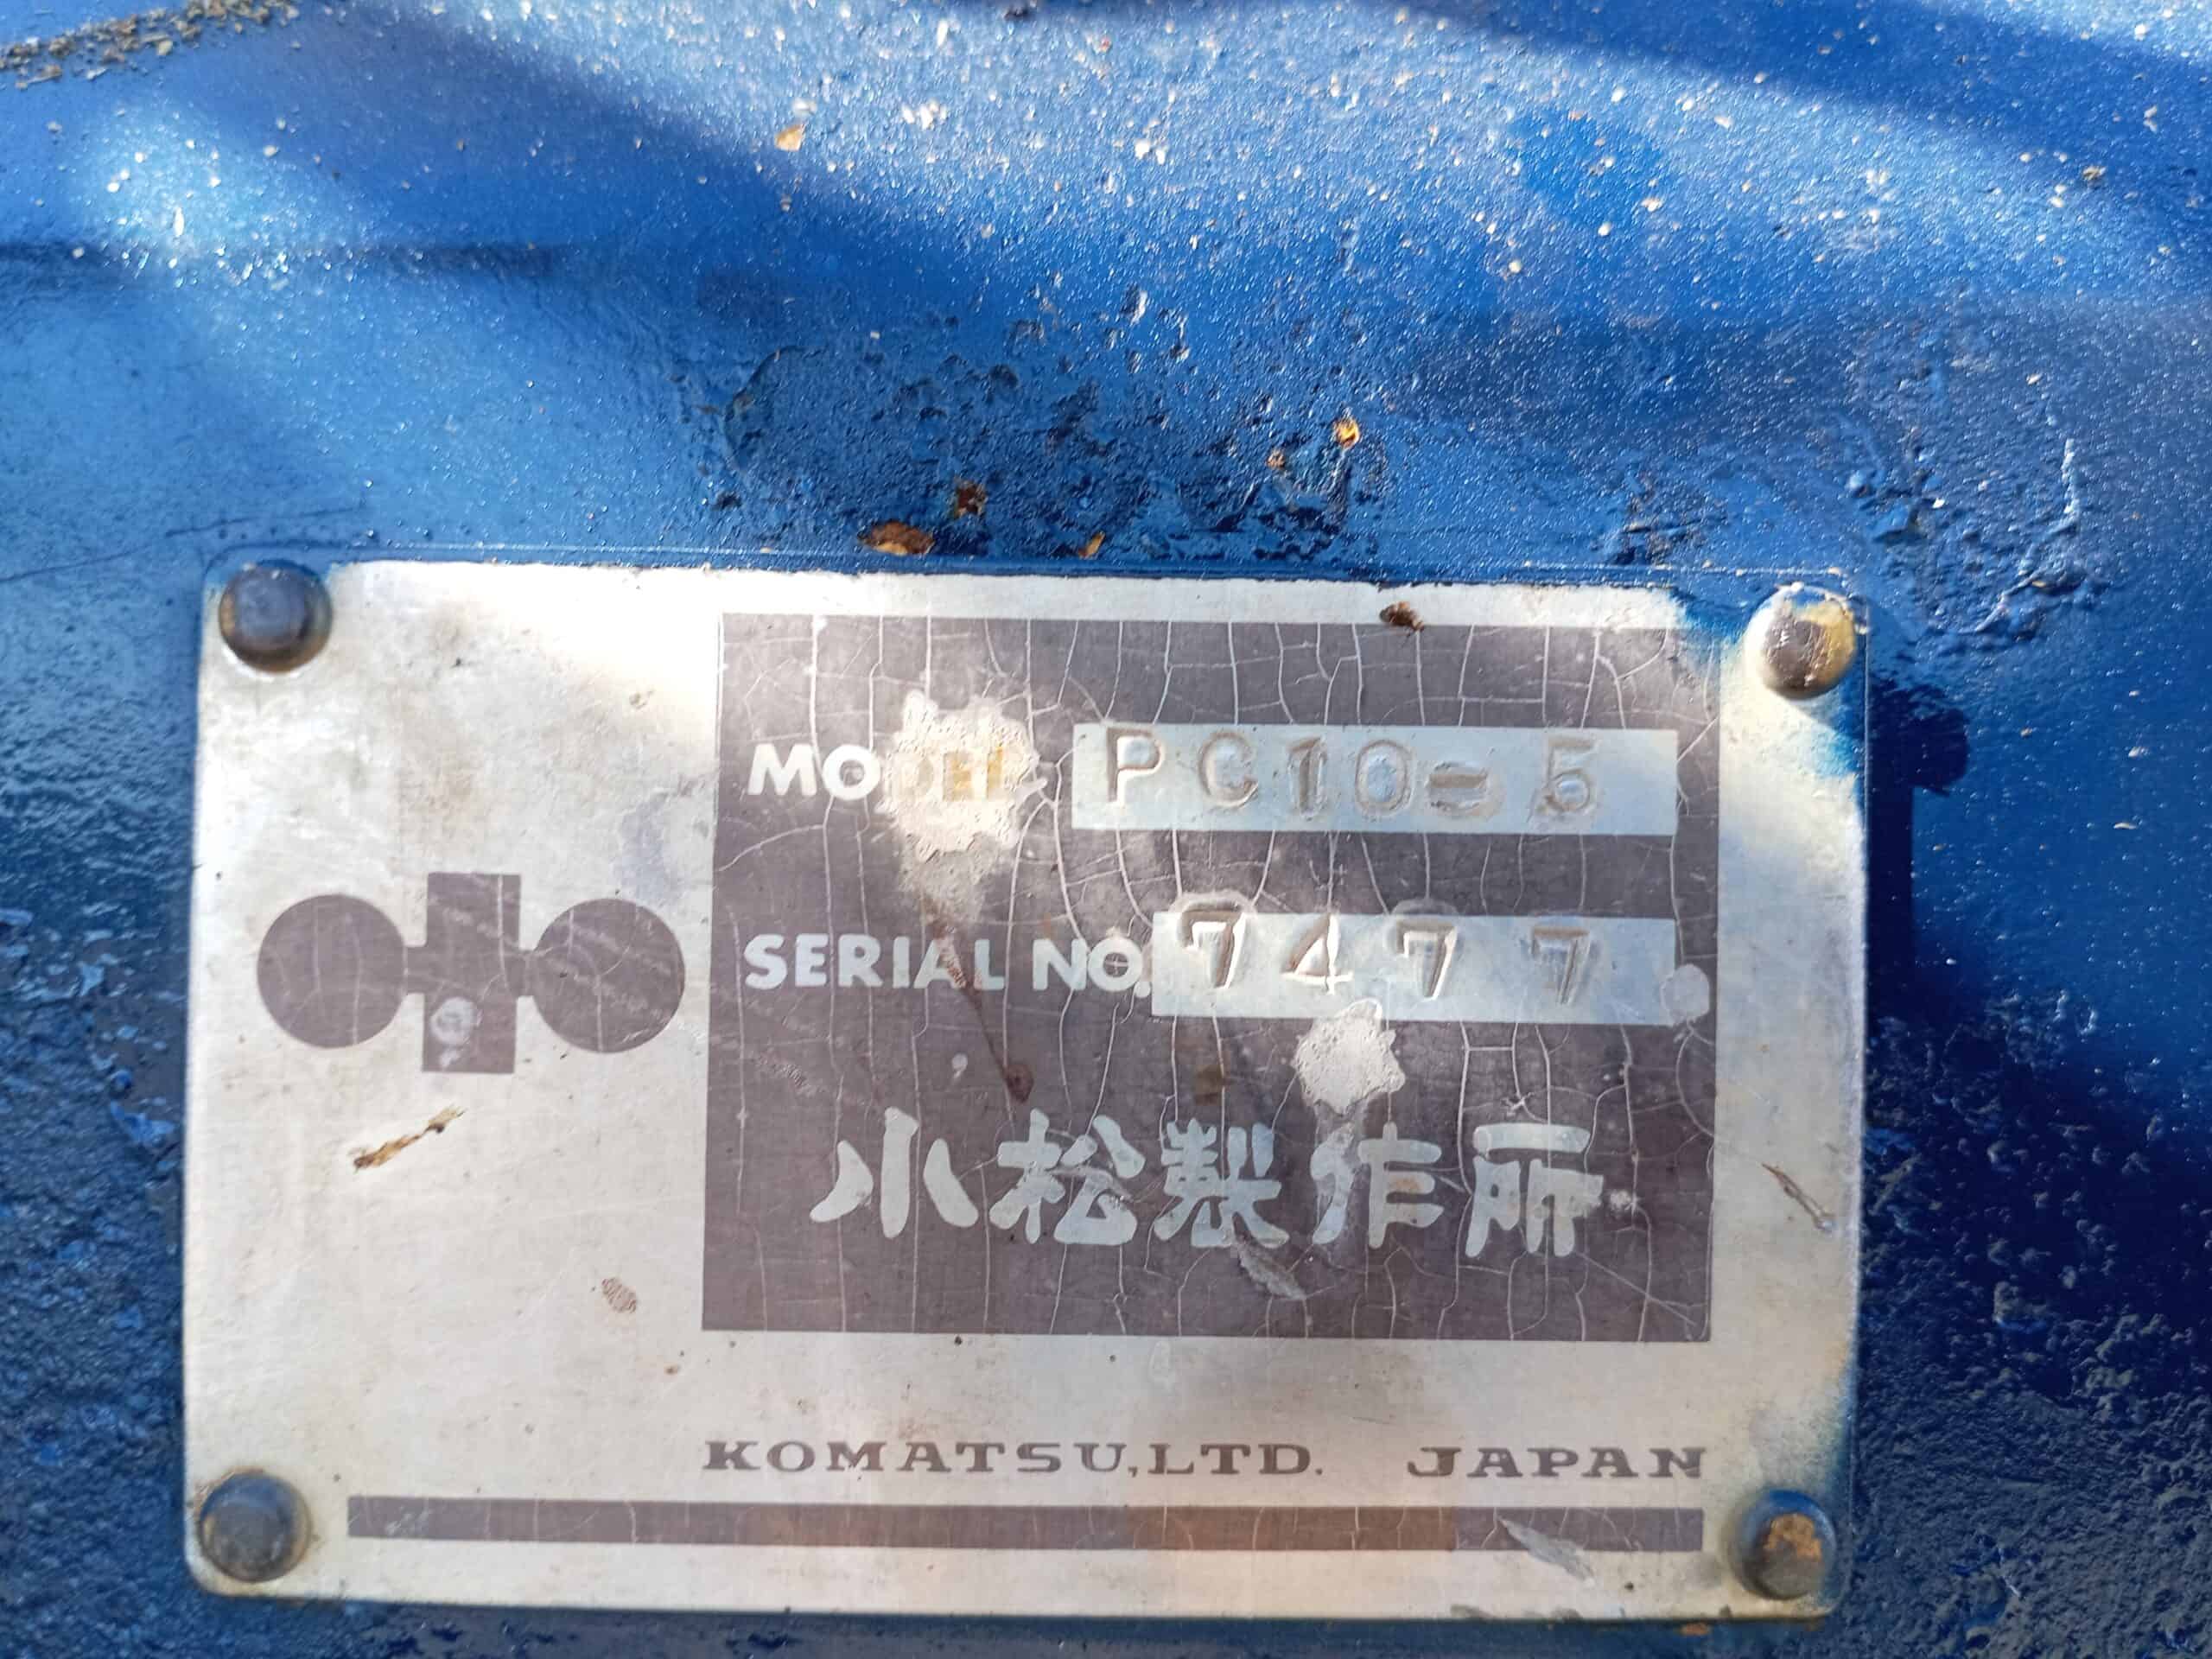 MODEL PC10-5
SERIAL NO. 7477
小松製作所
KOMATSU,LTD. JAPAN